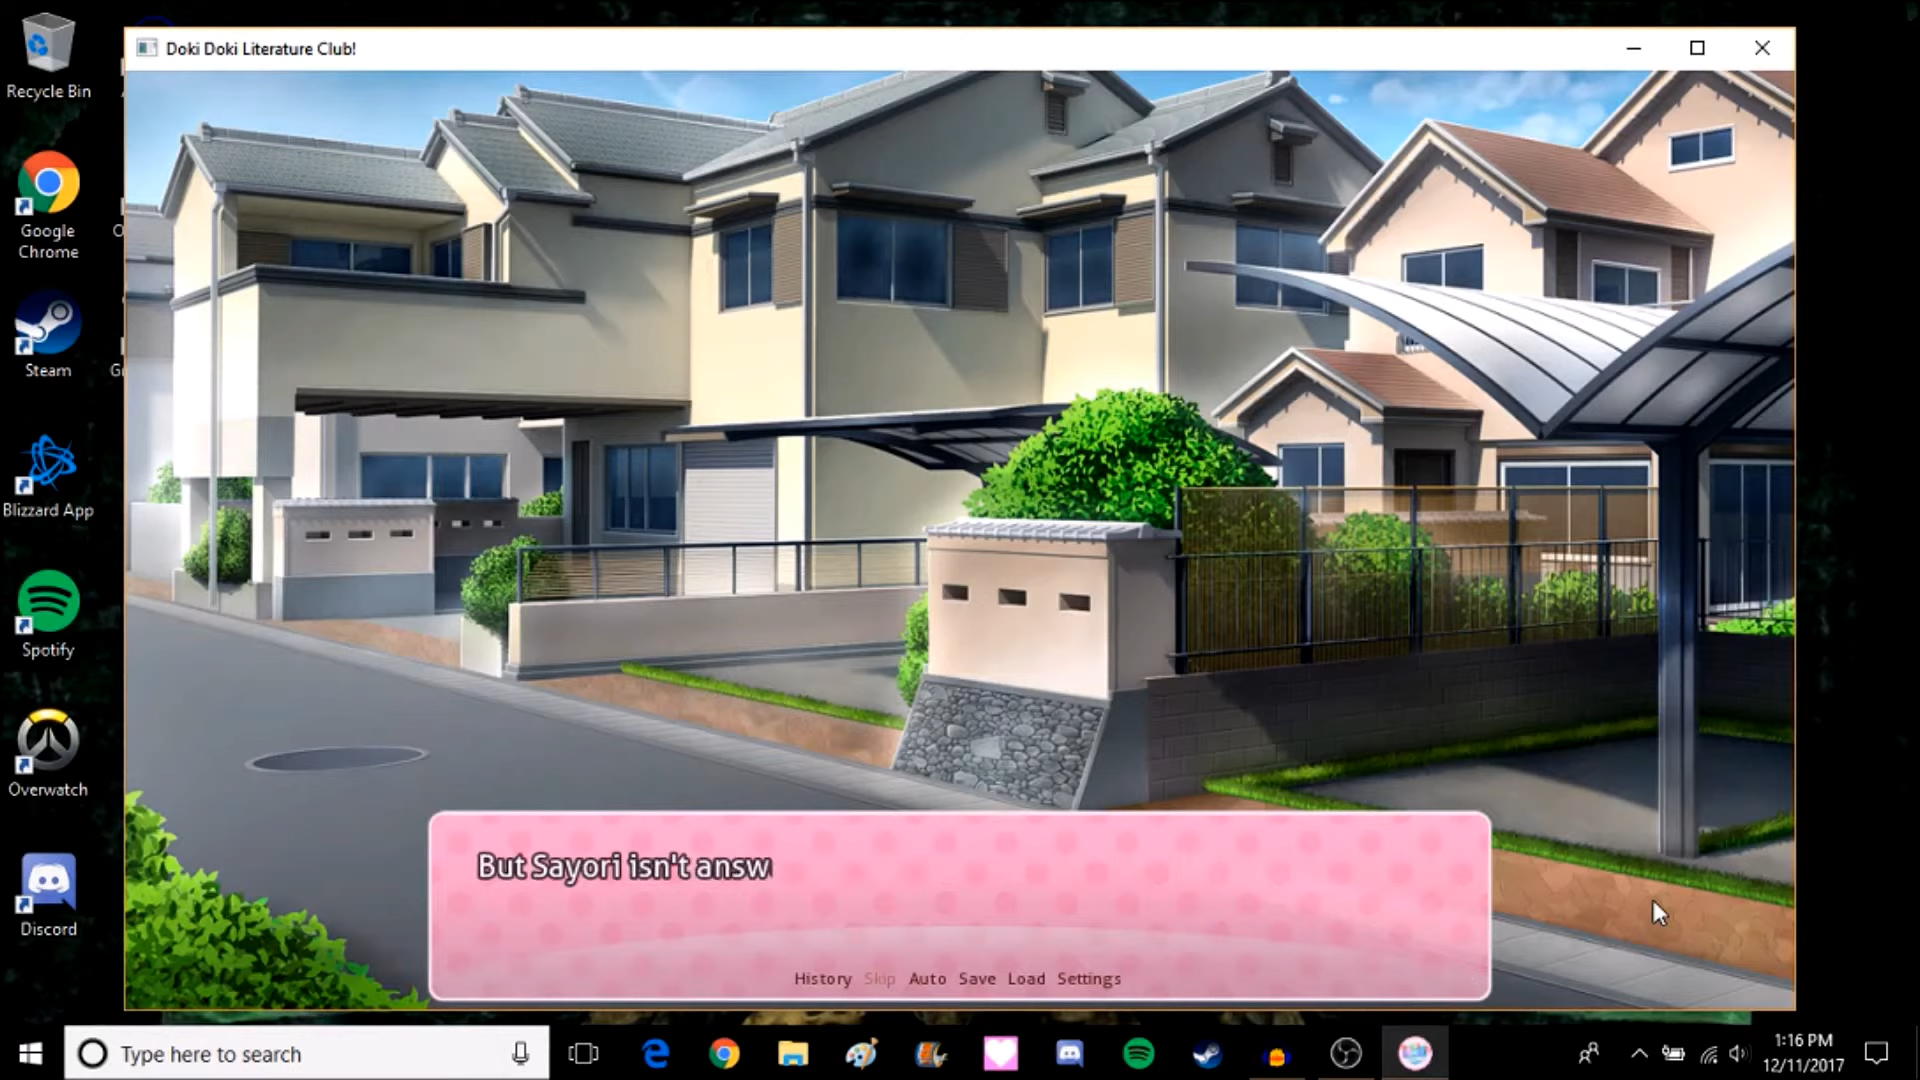 Doki Doki Literature Club!
Recycle Bin
Google
Chrome
Steam
Blizzard App
Spotify
Overwatch
Discord
But Sayori isn't answ
History Skip Auto Save Load Settings
Type here to search
1:16 PM
12/11/2017